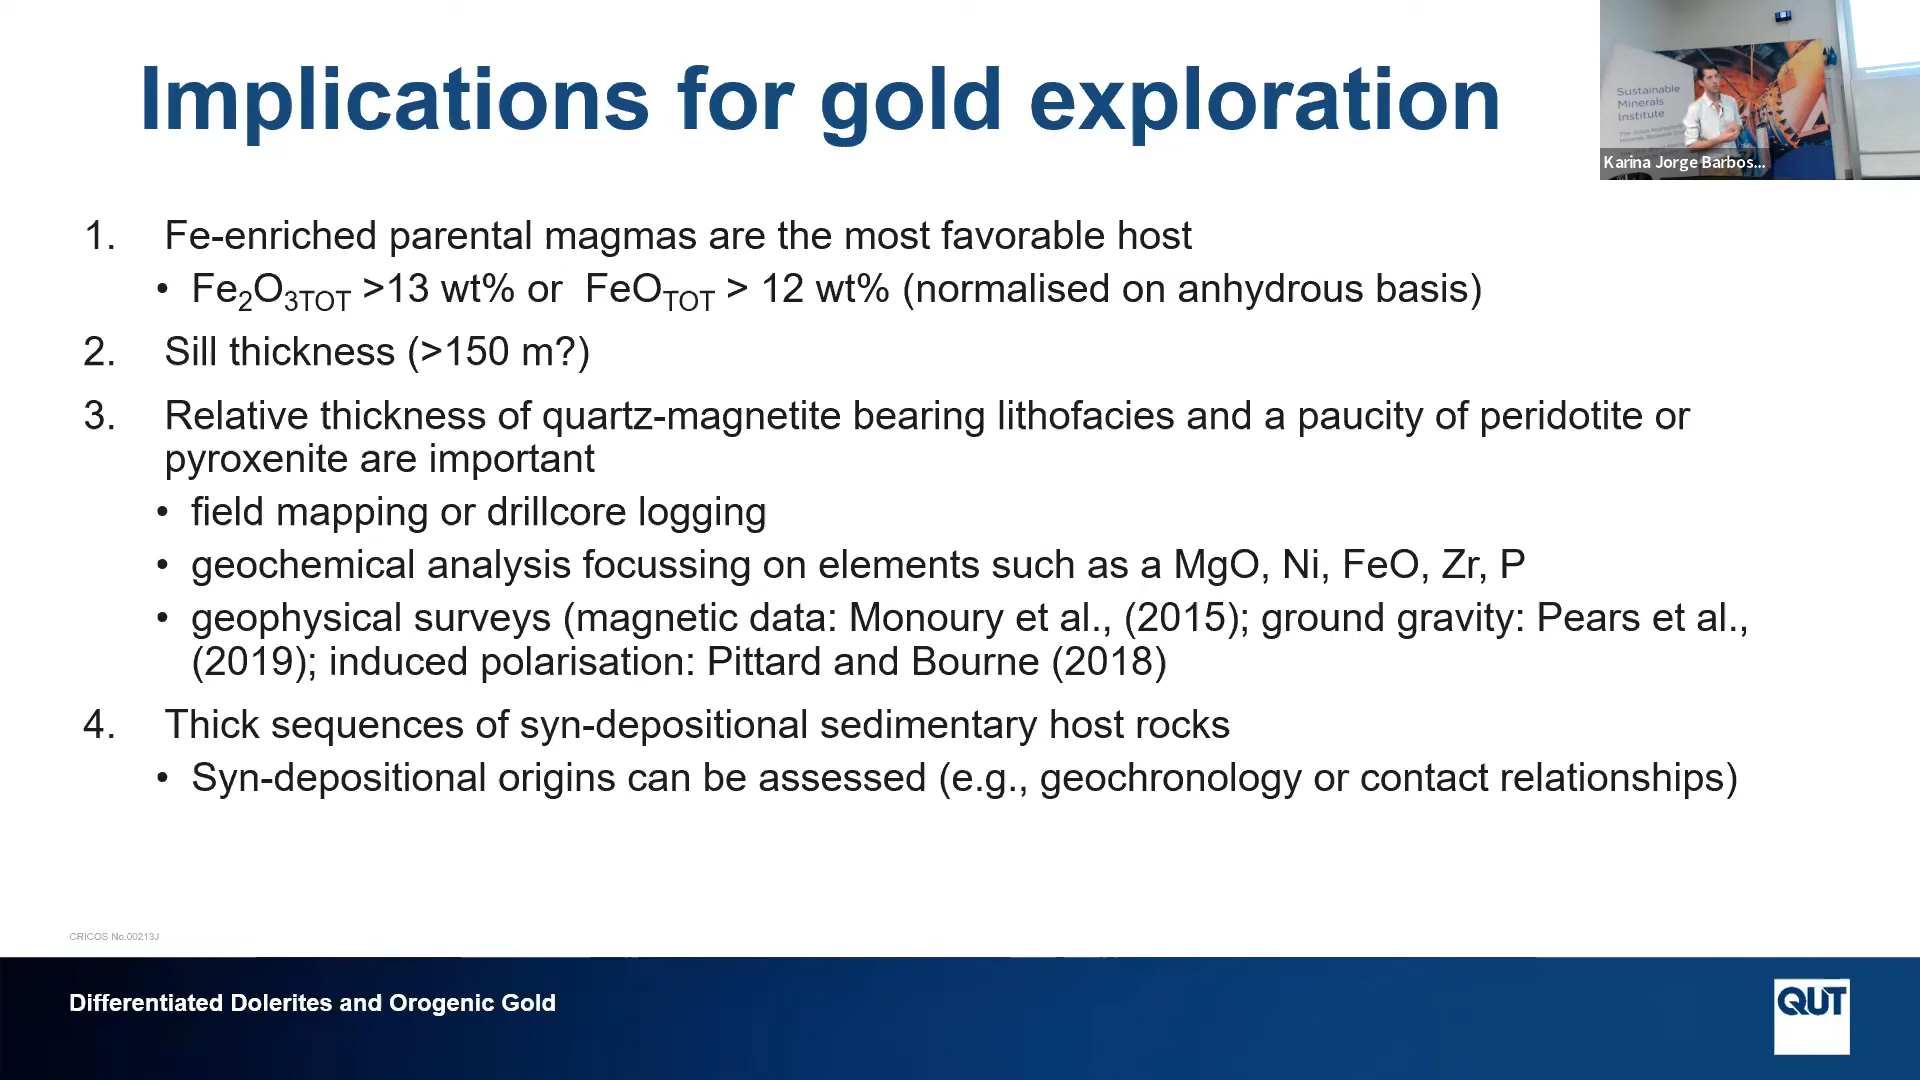 Implications for gold exploration
Sustainable
Minerals
Institute
Karina Jorge Barbos...
1. Fe-enriched parental magmas are the most favorable host
• Fe₂O₃TOT >13 wt% or FeOTOT > 12 wt% (normalised on anhydrous basis)
2. Sill thickness (>150 m?)
3. Relative thickness of quartz-magnetite bearing lithofacies and a paucity of peridotite or
pyroxenite are important
• field mapping or drillcore logging
• geochemical analysis focussing on elements such as a MgO, Ni, FeO, Zr, P
• geophysical surveys (magnetic data: Monoury et al., (2015); ground gravity: Pears et al.,
(2019); induced polarisation: Pittard and Bourne (2018)
4. Thick sequences of syn-depositional sedimentary host rocks
• Syn-depositional origins can be assessed (e.g., geochronology or contact relationships)
CRICOS No.00213J
Differentiated Dolerites and Orogenic Gold
QUT